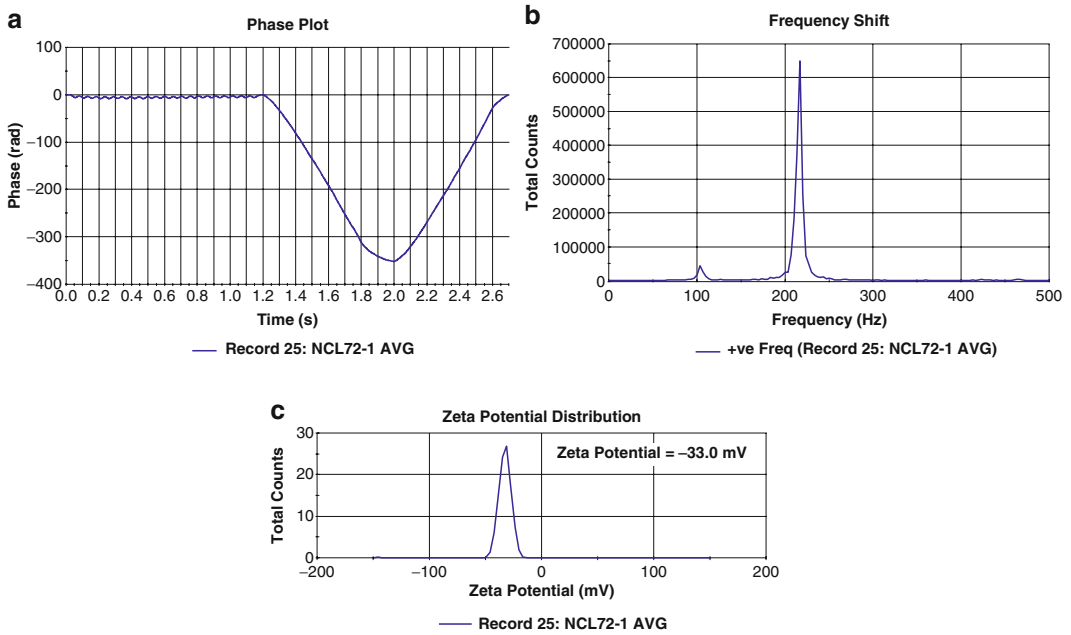 a
Phase Plot
100
0
−100
−200
−300
−400
Phase (rad)
0.0 0.2 0.4 0.6 0.8 1.0 1.2 1.4 1.6 1.8 2.0 2.2 2.4 2.6
Time (s)
Record 25: NCL72-1 AVG
b
Frequency Shift
700000
600000
500000
400000
300000
200000
100000
0
Total Counts
0 100 200 300 400 500
Frequency (Hz)
+ve Freq (Record 25: NCL72-1 AVG)
c
Zeta Potential Distribution
30
20
10
0
Total Counts
Zeta Potential = −33.0 mV
−200 −100 0 100 200
Zeta Potential (mV)
Record 25: NCL72-1 AVG